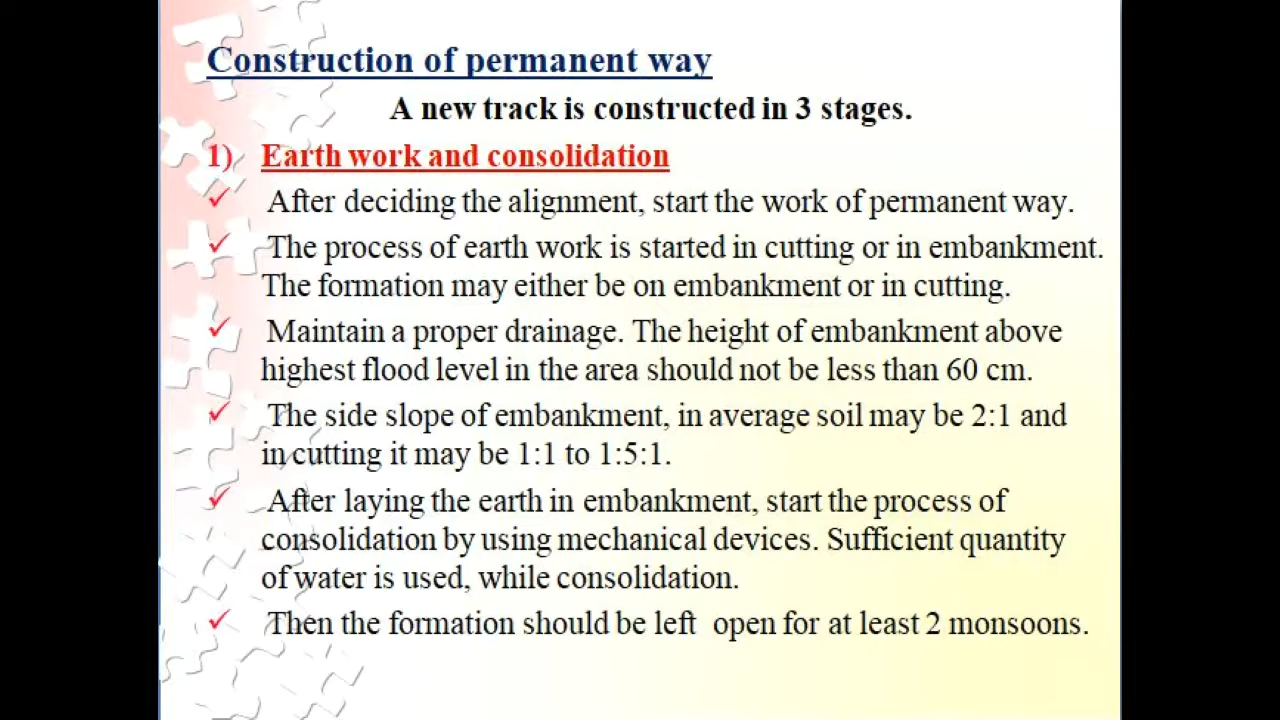 Construction of permanent way
A new track is constructed in 3 stages.
1) Earth work and consolidation
✓ After deciding the alignment, start the work of permanent way.
✓ The process of earth work is started in cutting or in embankment.
The formation may either be on embankment or in cutting.
✓ Maintain a proper drainage. The height of embankment above
highest flood level in the area should not be less than 60 cm.
✓ The side slope of embankment, in average soil may be 2:1 and
in cutting it may be 1:1 to 1:5:1.
✓ After laying the earth in embankment, start the process of
consolidation by using mechanical devices. Sufficient quantity
of water is used, while consolidation.
✓ Then the formation should be left open for at least 2 monsoons.